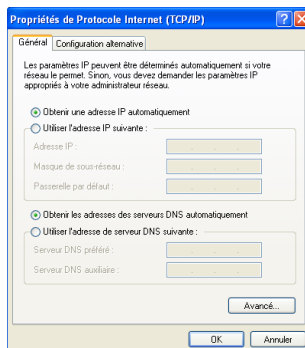 Propriétés de Protocole Internet (TCP/IP)
Général Configuration alternative
Les paramètres IP peuvent être déterminés automatiquement si votre
réseau le permet. Sinon, vous devez demander les paramètres IP
appropriés à votre administrateur réseau.
Obtenir une adresse IP automatiquement
Utiliser l'adresse IP suivante :
Adresse IP :
Masque de sous-réseau :
Passerelle par défaut :
Obtenir les adresses des serveurs DNS automatiquement
Utiliser l'adresse de serveur DNS suivante :
Serveur DNS préféré :
Serveur DNS auxiliaire :
Avancé...
OK Annuler